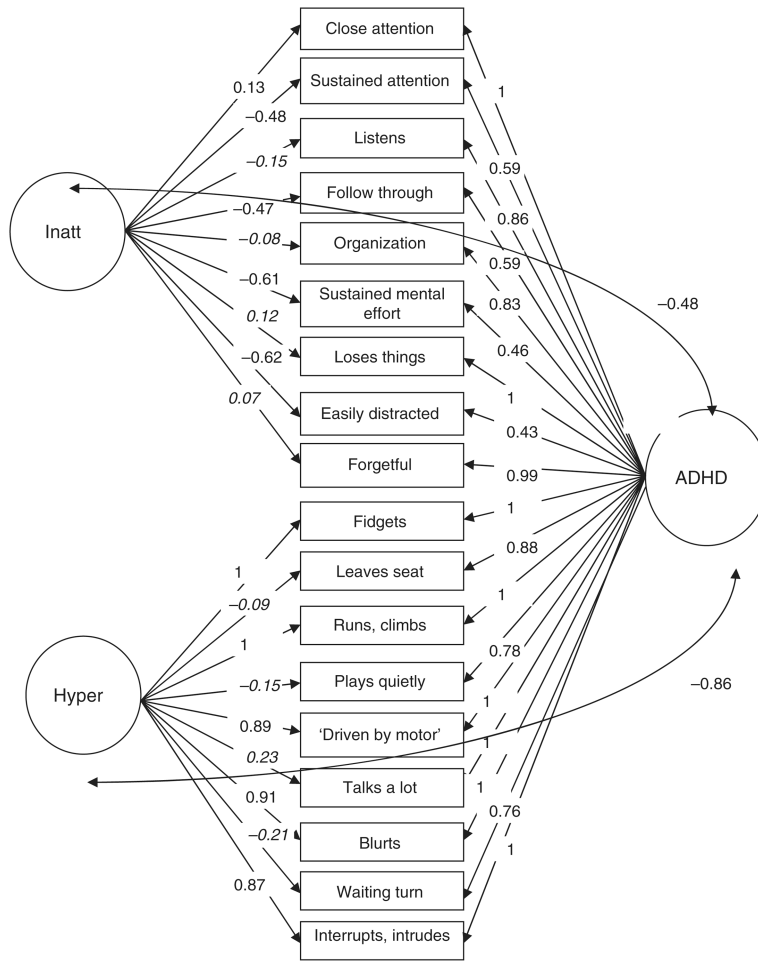 Close attention
0.13
1
Sustained attention
–0.48
Listens
–0.15
0.59
Follow through
–0.47
0.86
Inatt
Organization
–0.08
0.59
–0.61
Sustained mental
effort
0.83
–0.48
0.12
Loses things
0.46
–0.62
0.07
1
Easily distracted
0.43
Forgetful
0.99
ADHD
Fidgets
1
0.88
1
Leaves seat
–0.09
1
Runs, climbs
1
0.78
Hyper
–0.15
Plays quietly
–0.86
0.89
1
'Driven by motor'
1
0.23
Talks a lot
1
0.91
0.76
–0.21
Blurts
1
0.87
Waiting turn
Interrupts, intrudes